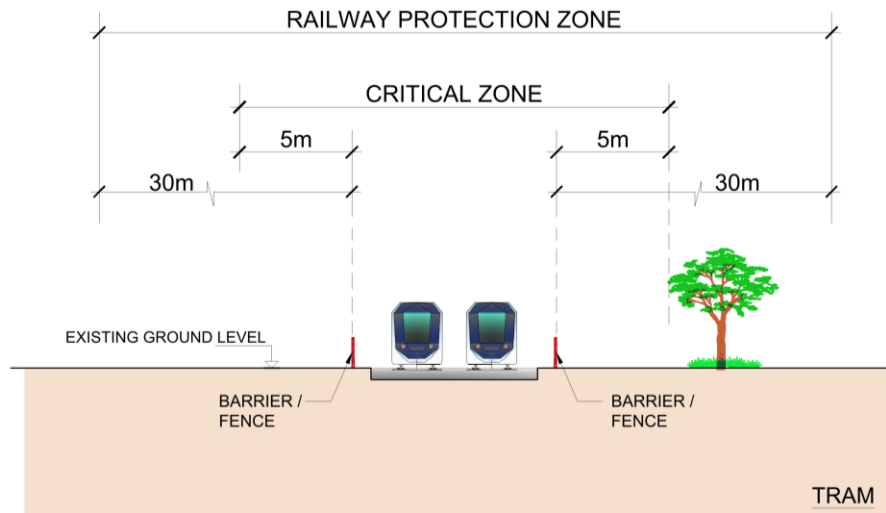 RAILWAY PROTECTION ZONE
CRITICAL ZONE
5m
5m
30m
30m
EXISTING GROUND LEVEL
BARRIER /
FENCE
BARRIER /
FENCE
TRAM